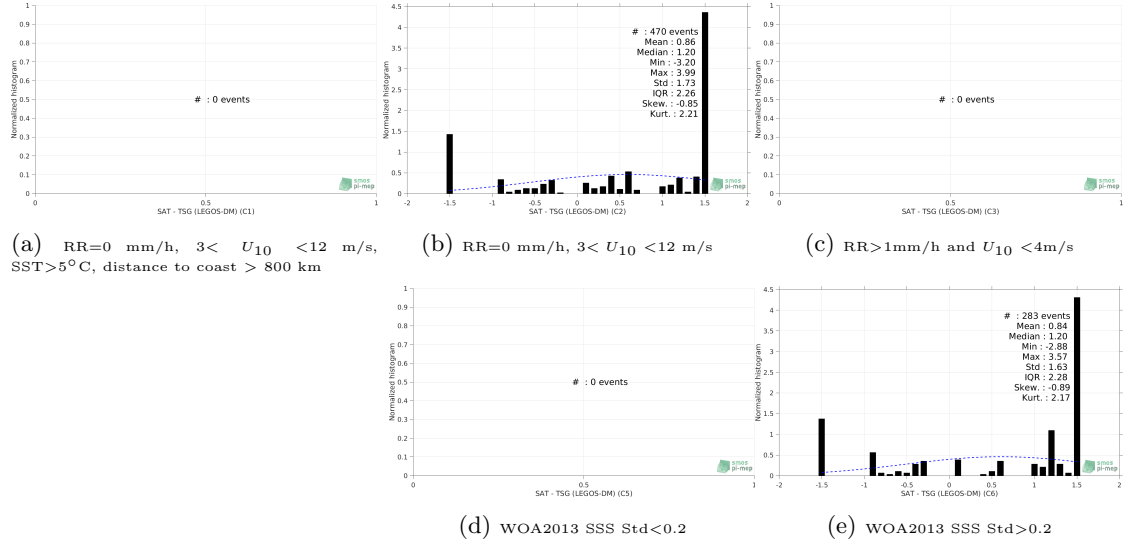 1
0.9
0.8
0.7
0.6
0.5
0.4
0.3
0.2
0.1
0
Normalized histogram
# : 0 events
smos
pi-mep
0 0.5 1
SAT - TSG (LEGOS-DM) (C1)
(a) RR=0 mm/h, 3< U10 <12 m/s,
SST>5°C, distance to coast > 800 km
4.5
4
3.5
3
2.5
2
1.5
1
0.5
0
Normalized histogram
# : 470 events
Mean : 0.86
Median : 1.20
Min : -3.20
Max : 3.99
Std : 1.73
IQR : 2.26
Skew. : -0.85
Kurt. : 2.21
smos
pi-mep
-2 -1.5 -1 -0.5 0 0.5 1 1.5 2
SAT - TSG (LEGOS-DM) (C2)
(b) RR=0 mm/h, 3< U10 <12 m/s
1
0.9
0.8
0.7
0.6
0.5
0.4
0.3
0.2
0.1
0
Normalized histogram
# : 0 events
smos
pi-mep
0 0.5 1
SAT - TSG (LEGOS-DM) (C3)
(c) RR>1mm/h and U10 <4m/s
1
0.9
0.8
0.7
0.6
0.5
0.4
0.3
0.2
0.1
0
Normalized histogram
# : 0 events
smos
pi-mep
0 0.5 1
SAT - TSG (LEGOS-DM) (C5)
(d) WOA2013 SSS Std<0.2
4.5
4
3.5
3
2.5
2
1.5
1
0.5
0
Normalized histogram
# : 283 events
Mean : 0.84
Median : 1.20
Min : -2.88
Max : 3.57
Std : 1.63
IQR : 2.28
Skew. : -0.89
Kurt. : 2.17
smos
pi-mep
-2 -1.5 -1 -0.5 0 0.5 1 1.5 2
SAT - TSG (LEGOS-DM) (C6)
(e) WOA2013 SSS Std>0.2